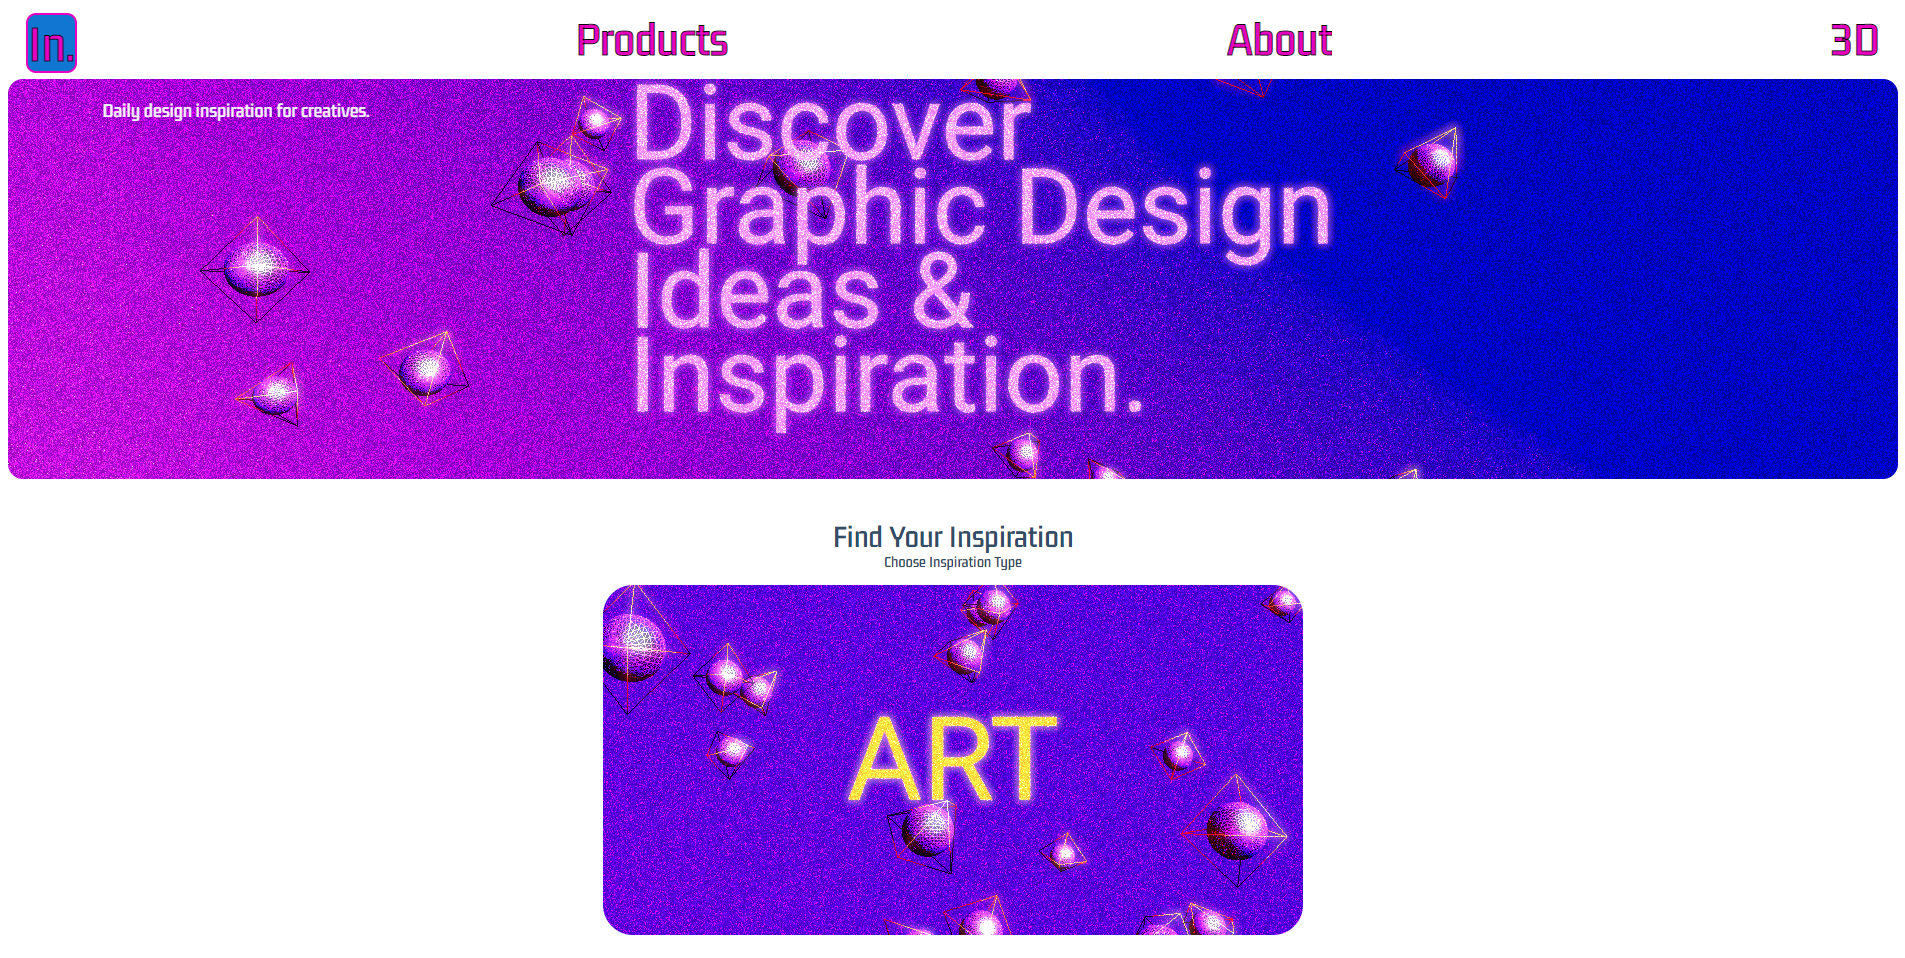 In.
Products
About
3D
Daily design inspiration for creatives.
Discover
Graphic Design
Ideas &
Inspiration.
Find Your Inspiration
Choose Inspiration Type
ART